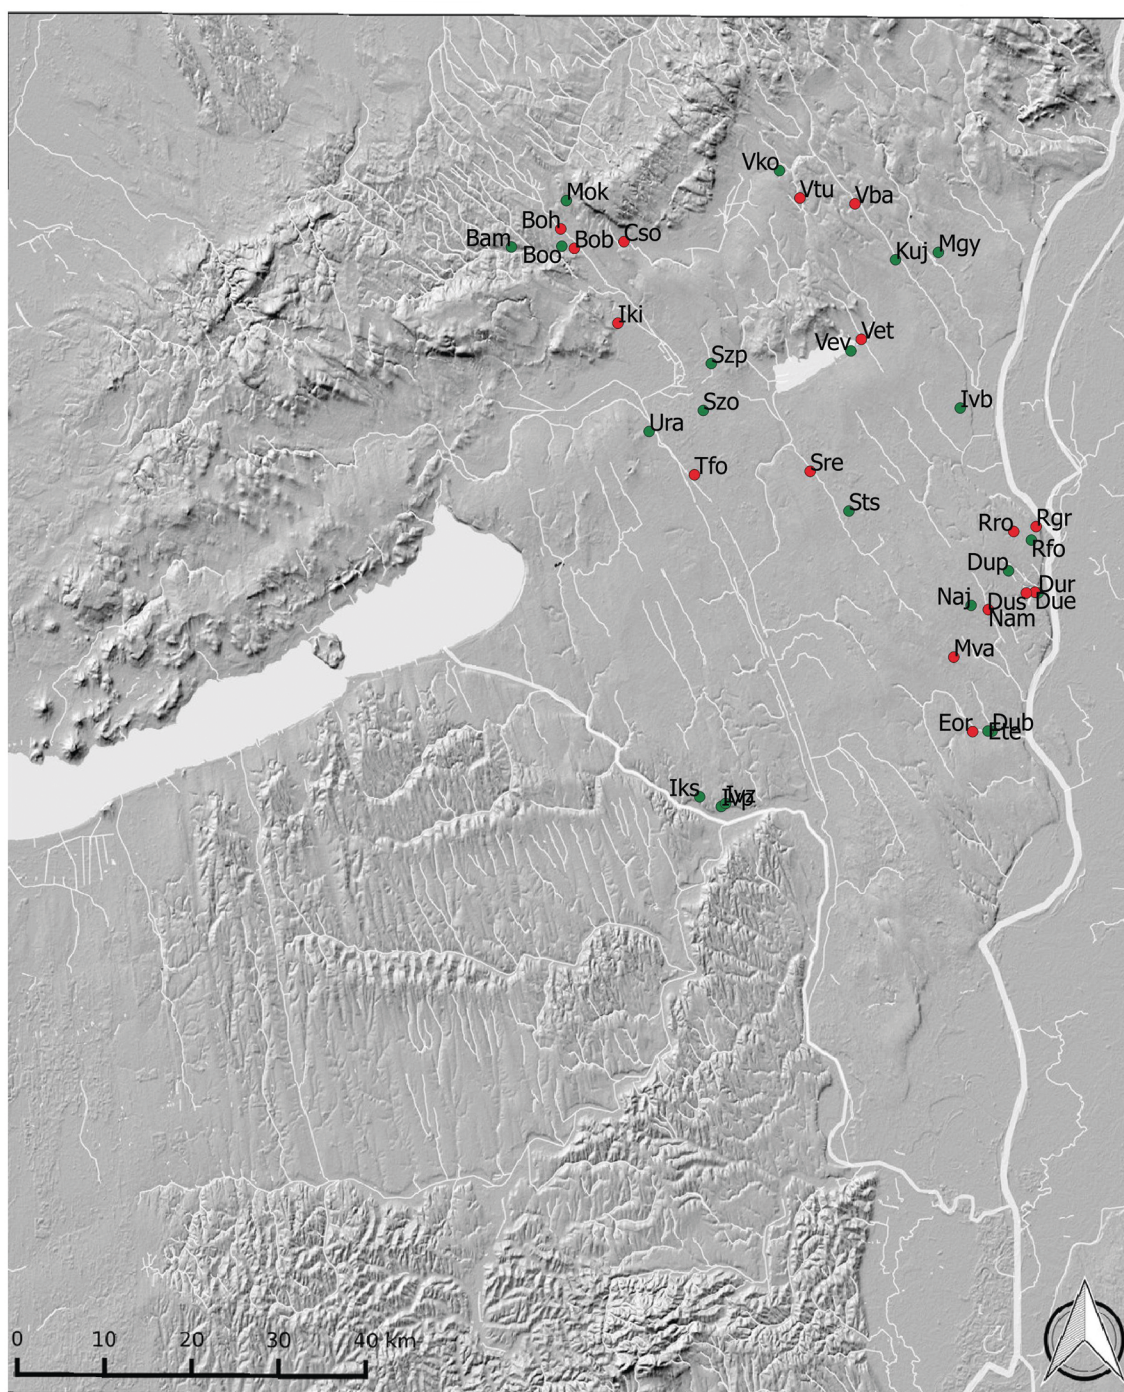 Vko
Mok
Vtu
Vba
Boh
Bam
Bob
Cso
Boo
Kuj
Mgy
Iki
Vet
Vev
Szp
Szo
Ivb
Ura
Tfo
Sre
Sts
Rro
Rgr
Rfo
Dup
Dur
Naj
Dus
Due
Nam
Mva
Eor
Dub
Ete
Iks
Ivz
Ivp
0 10 20 30 40 km